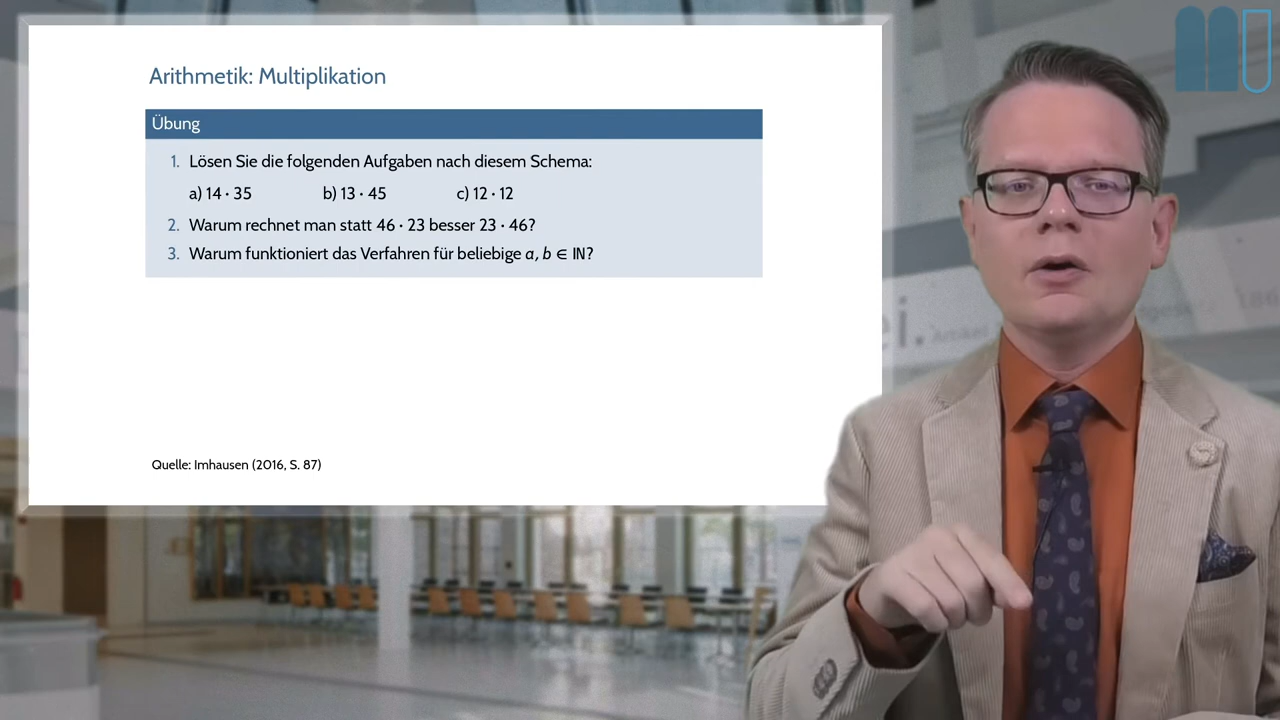 Arithmetik: Multiplikation
Übung
1. Lösen Sie die folgenden Aufgaben nach diesem Schema:
a) 14 · 35 b) 13 · 45 c) 12 · 12
2. Warum rechnet man statt 46 · 23 besser 23 · 46?
3. Warum funktioniert das Verfahren für beliebige a, b ∈ ℕ?
Quelle: Imhausen (2016, S. 87)
ei.
Artikel